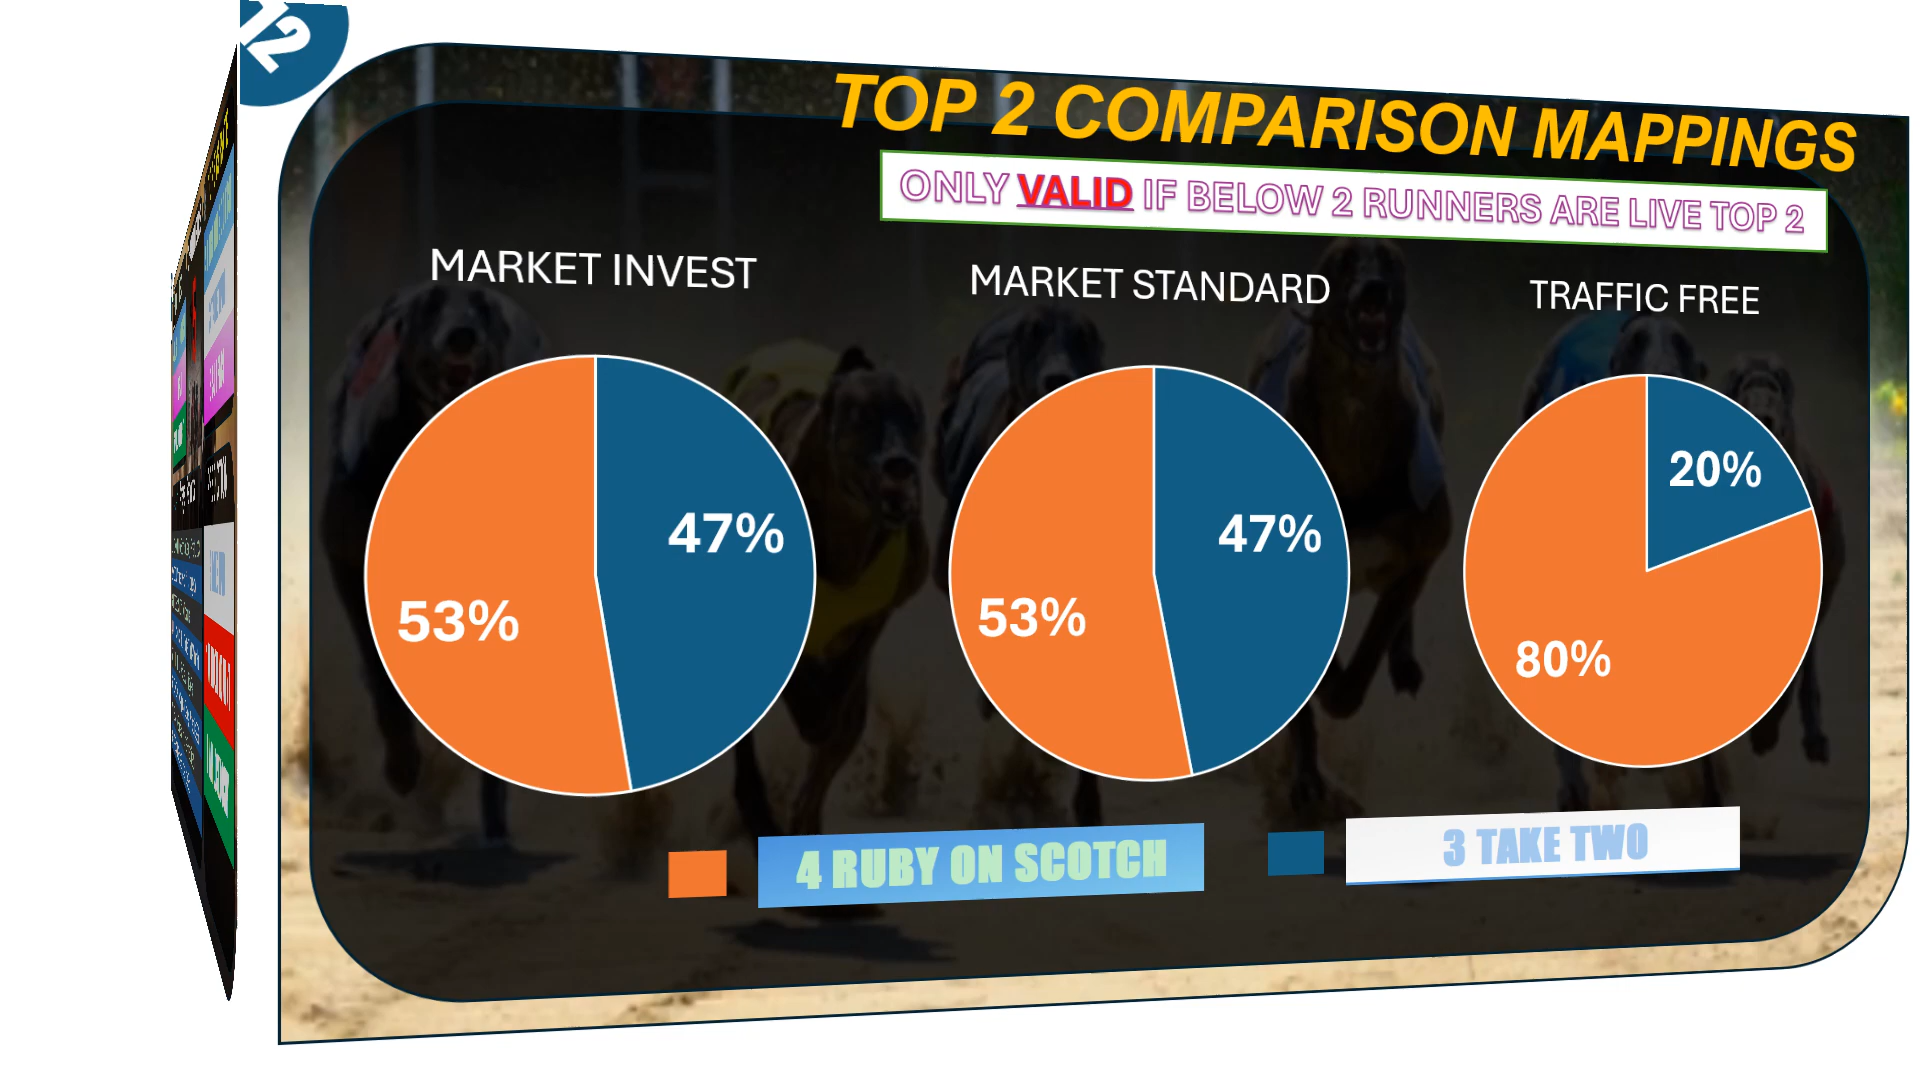 12
TOP 2 COMPARISON MAPPINGS
ONLY VALID IF BELOW 2 RUNNERS ARE LIVE TOP 2
MARKET INVEST
MARKET STANDARD
TRAFFIC FREE
47%
53%
47%
53%
20%
80%
4 RUBY ON SCOTCH
3 TAKE TWO